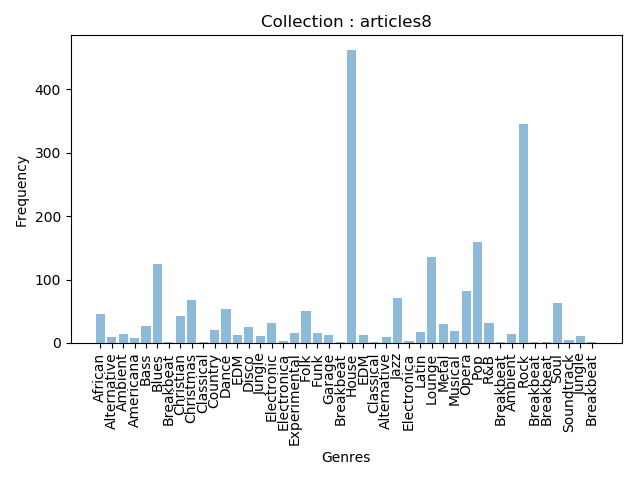 Collection : articles8
Frequency
400
300
200
100
0
African
Alternative
Ambient
Americana
Bass
Blues
Breakbeat
Christian
Christmas
Classical
Country
Dance
EDM
Disco
Jungle
Electronic
Electronica
Experimental
Folk
Funk
Garage
Breakbeat
House
EDM
Classical
Alternative
Jazz
Electronica
Latin
Lounge
Metal
Musical
Opera
Pop
R&B
Breakbeat
Ambient
Rock
Breakbeat
Breakbeat
Soul
Soundtrack
Jungle
Breakbeat
Genres